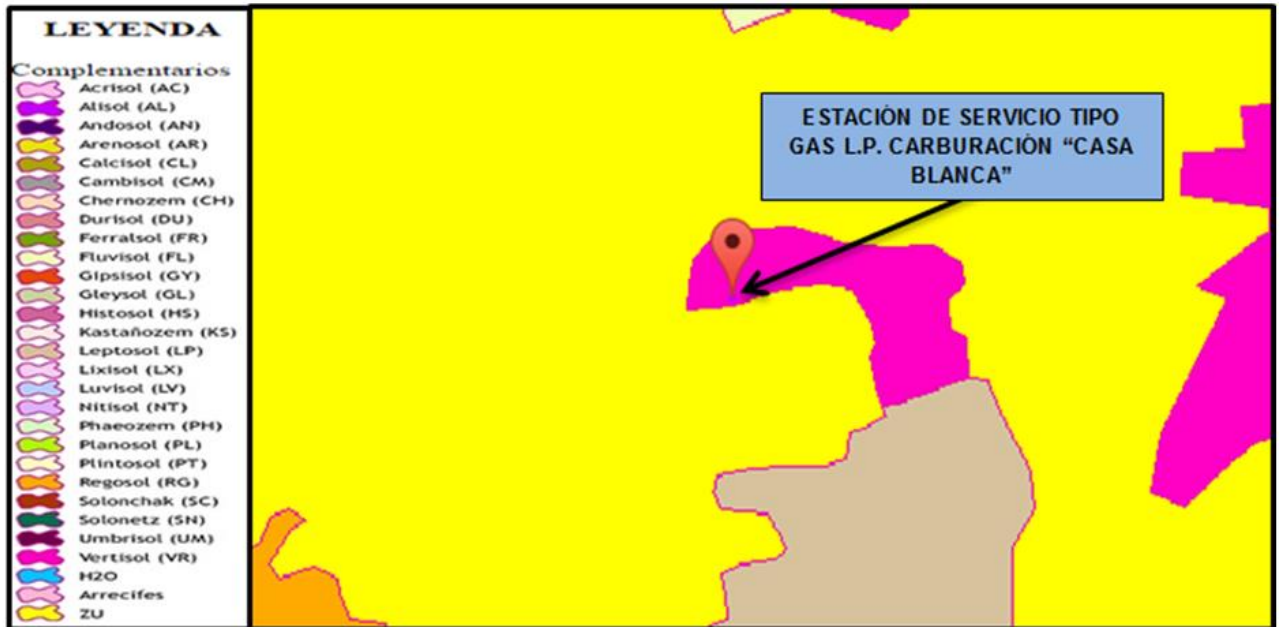 LEYENDA
Complementarios
Acrisol (AC)
Alisol (AL)
Andosol (AN)
Arenosol (AR)
Calcisol (CL)
Cambisol (CM)
Chernozem (CH)
Durisol (DU)
Ferralsol (FR)
Fluvisol (FL)
Gipsisol (GY)
Gleysol (GL)
Histosol (HS)
Kastañozem (KS)
Leptosol (LP)
Lixisol (LX)
Luvisol (LV)
Nitisol (NT)
Phaeozem (PH)
Planosol (PL)
Plintosol (PT)
Regosol (RG)
Solonchak (SC)
Solonetz (SN)
Umbrisol (UM)
Vertisol (VR)
H2O
Arrecifes
ZU
ESTACIÓN DE SERVICIO TIPO
GAS L.P. CARBURACIÓN “CASA
BLANCA”